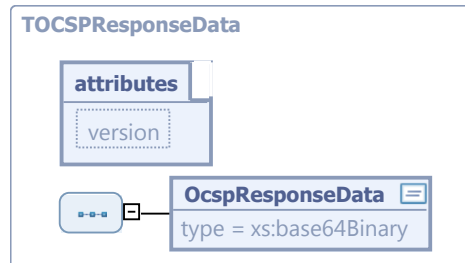 TOCSPResponseData
attributes
version
OcspResponseData
type = xs:base64Binary